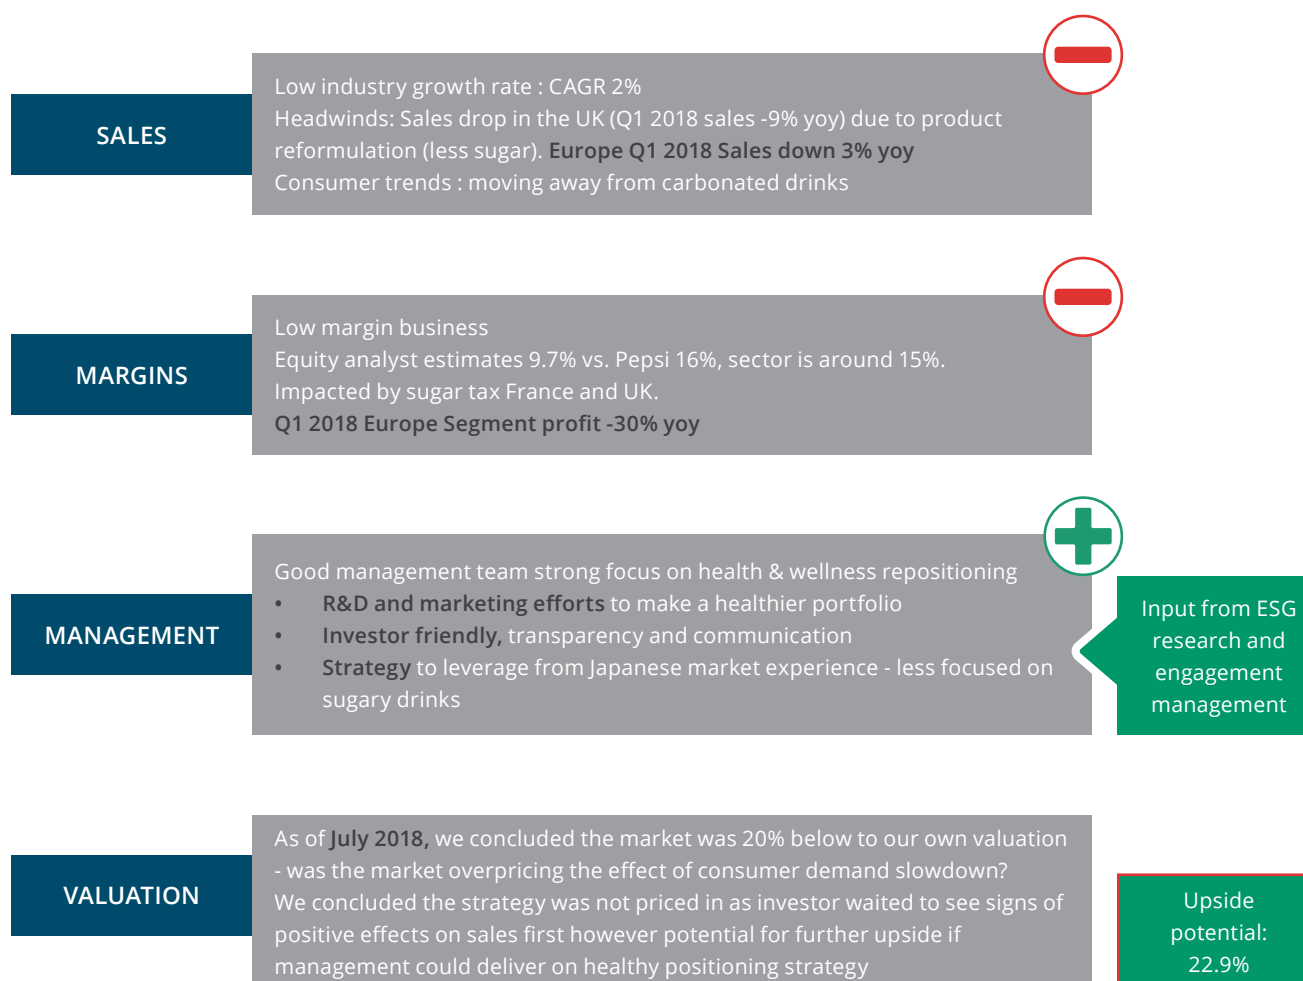 SALES
Low industry growth rate : CAGR 2%
Headwinds: Sales drop in the UK (Q1 2018 sales -9% yoy) due to product
reformulation (less sugar). Europe Q1 2018 Sales down 3% yoy
Consumer trends : moving away from carbonated drinks
MARGINS
Low margin business
Equity analyst estimates 9.7% vs. Pepsi 16%, sector is around 15%.
Impacted by sugar tax France and UK.
Q1 2018 Europe Segment profit -30% yoy
MANAGEMENT
Good management team strong focus on health & wellness repositioning
• R&D and marketing efforts to make a healthier portfolio
• Investor friendly, transparency and communication
• Strategy to leverage from Japanese market experience - less focused on
sugary drinks
Input from ESG
research and
engagement
management
VALUATION
As of July 2018, we concluded the market was 20% below to our own valuation
- was the market overpricing the effect of consumer demand slowdown?
We concluded the strategy was not priced in as investor waited to see signs of
positive effects on sales first however potential for further upside if
management could deliver on healthy positioning strategy
Upside
potential:
22.9%